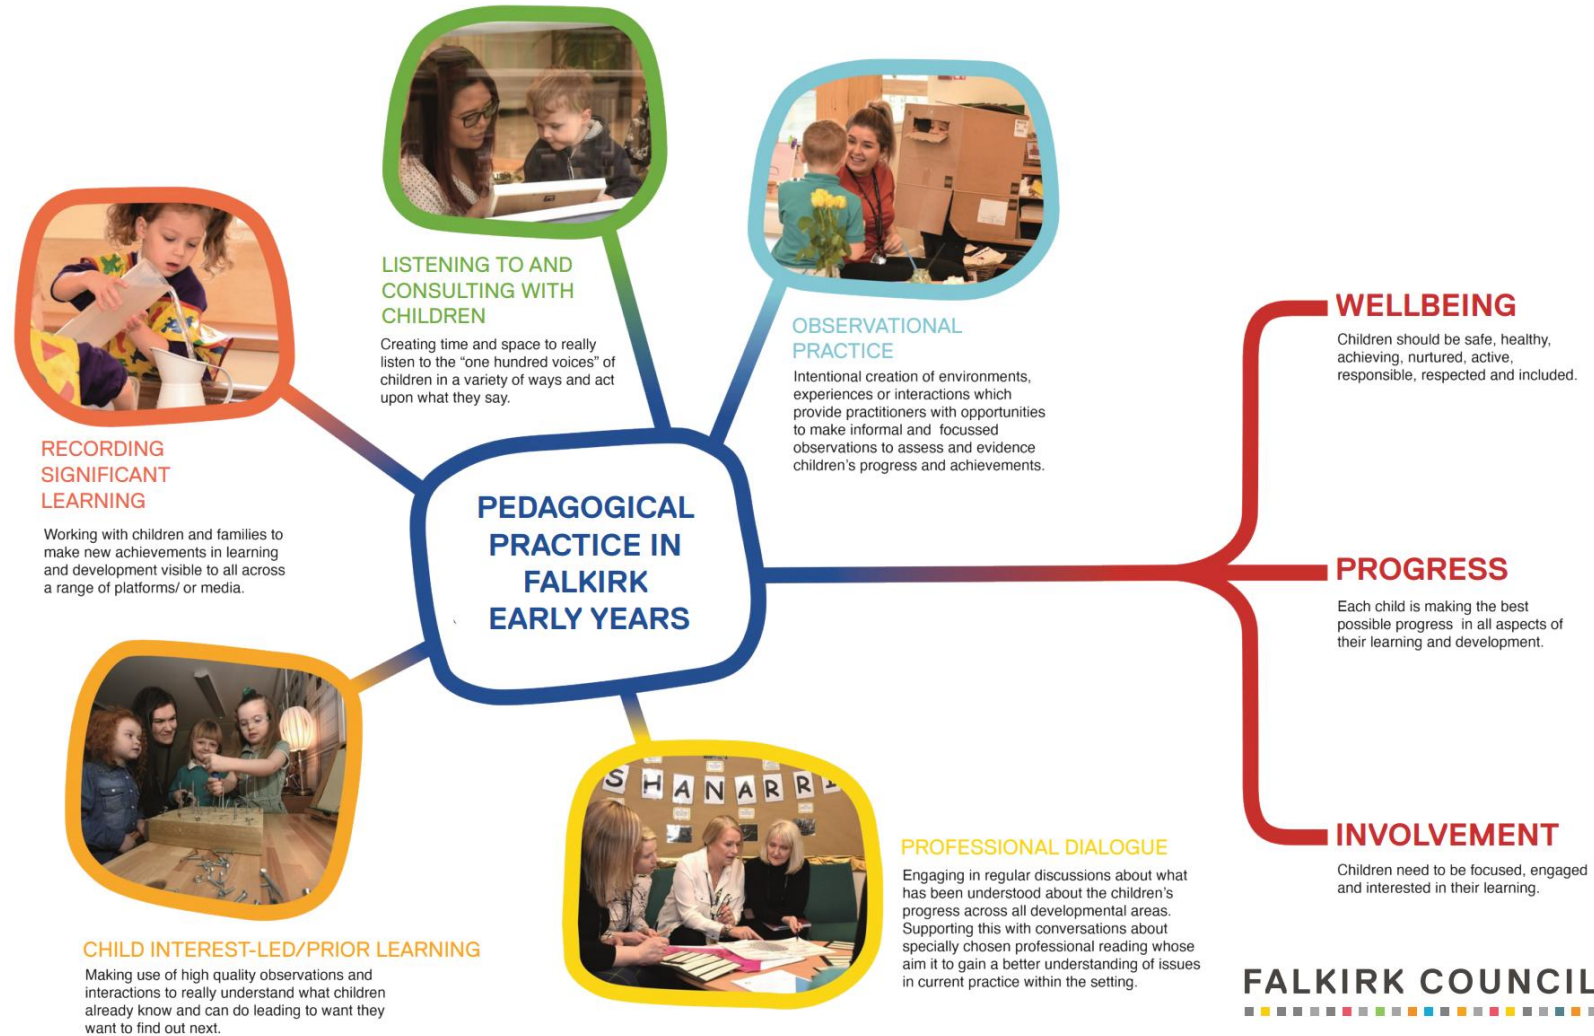 LISTENING TO AND
CONSULTING WITH
CHILDREN
Creating time and space to really
listen to the “one hundred voices” of
children in a variety of ways and act
upon what they say.
OBSERVATIONAL
PRACTICE
Intentional creation of environments,
experiences or interactions which
provide practitioners with opportunities
to make informal and  focussed
observations to assess and evidence
children’s progress and achievements.
RECORDING
SIGNIFICANT
LEARNING
Working with children and families to
make new achievements in learning
and development visible to all across
a range of platforms/ or media.
PEDAGOGICAL
PRACTICE IN
FALKIRK
EARLY YEARS
WELLBEING
Children should be safe, healthy,
achieving, nurtured, active,
responsible, respected and included.
PROGRESS
Each child is making the best
possible progress  in all aspects of
their learning and development.
INVOLVEMENT
Children need to be focused, engaged
and interested in their learning.
CHILD INTEREST-LED/PRIOR LEARNING
Making use of high quality observations and
interactions to really understand what children
already know and can do leading to want they
want to find out next.
SHANARRI
PROFESSIONAL DIALOGUE
Engaging in regular discussions about what
has been understood about the children’s
progress across all developmental areas.
Supporting this with conversations about
specially chosen professional reading whose
aim it to gain a better understanding of issues
in current practice within the setting.
FALKIRK COUNCIL